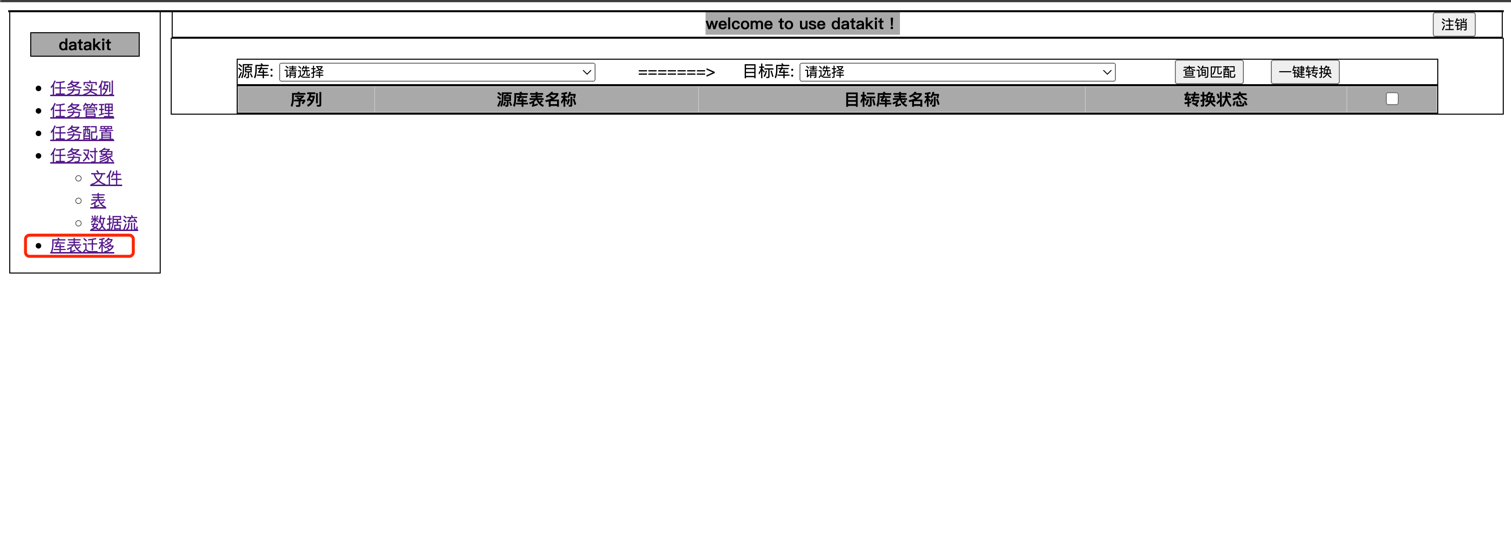 datakit
任务实例
任务管理
任务配置
任务对象
文件
表
数据流
库表迁移
welcome to use datakit！ 注销
源库: 请选择 =======> 目标库: 请选择 查询匹配 一键转换
序列 源库表名称 目标库表名称 转换状态